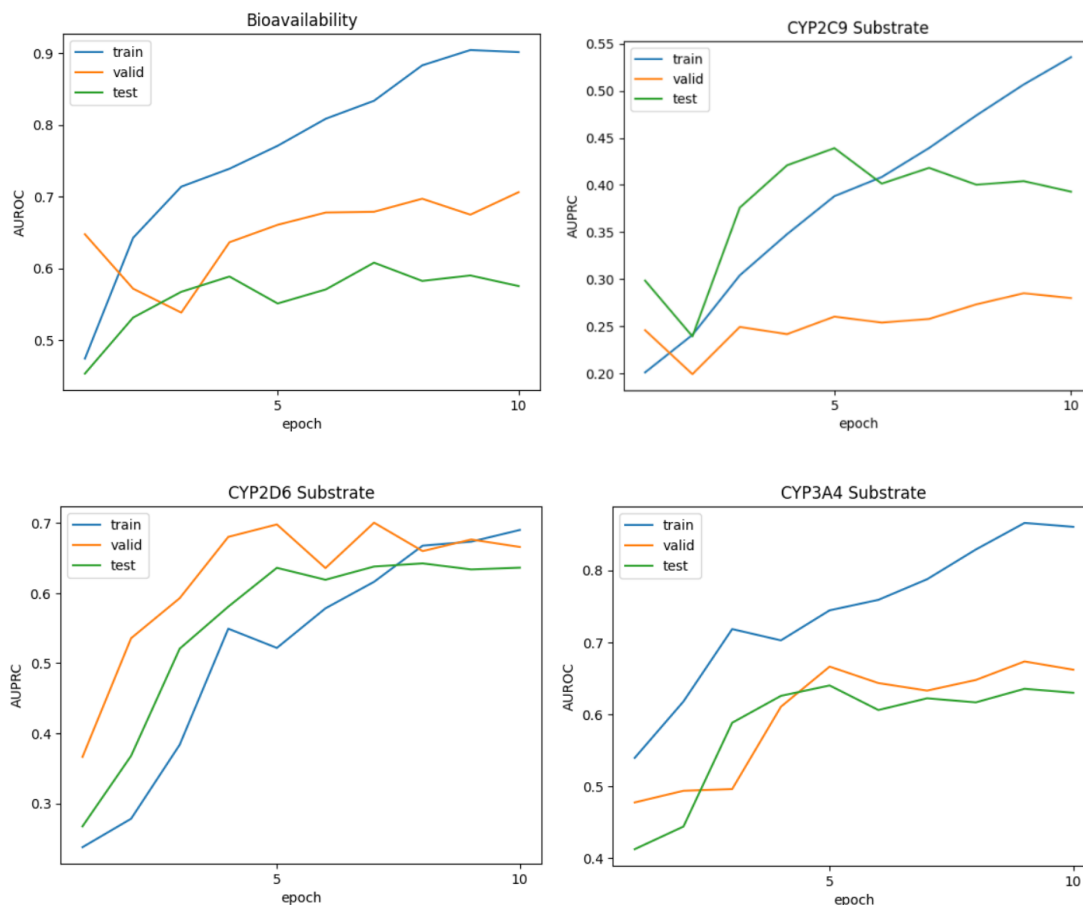 Bioavailability
0.9
0.8
0.7
0.6
0.5
AUROC
train
valid
test
5
10
epoch
CYP2C9 Substrate
0.55
0.50
0.45
0.40
0.35
0.30
0.25
0.20
AUPRC
train
valid
test
5
10
epoch
CYP2D6 Substrate
0.7
0.6
0.5
0.4
0.3
AUPRC
train
valid
test
5
10
epoch
CYP3A4 Substrate
0.8
0.7
0.6
0.5
0.4
AUROC
train
valid
test
5
10
epoch